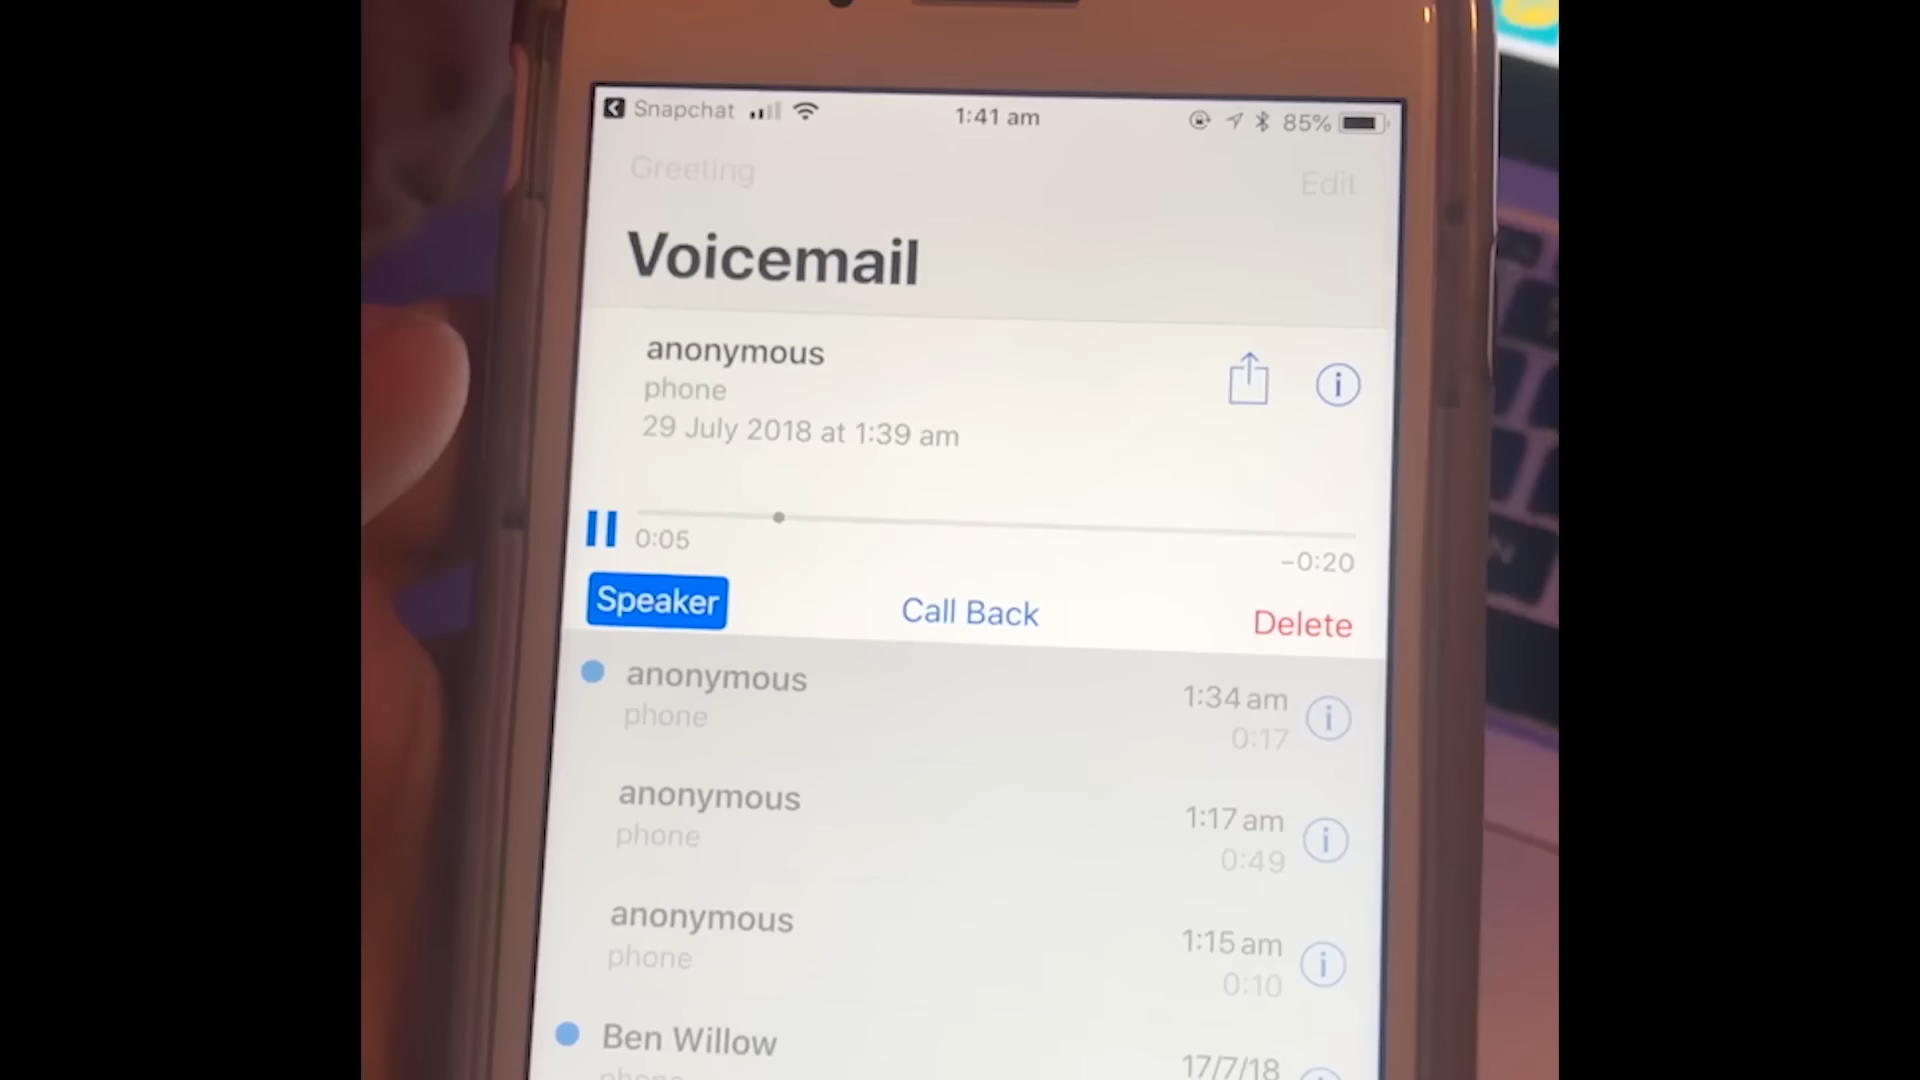 Snapchat 1:41 am 85%
Greeting Edit
Voicemail
anonymous
phone
29 July 2018 at 1:39 am
0:05 -0:20
Speaker Call Back Delete
anonymous 1:34 am
phone 0:17
anonymous 1:17 am
phone 0:49
anonymous 1:15 am
phone 0:10
Ben Willow 17/7/18
phone